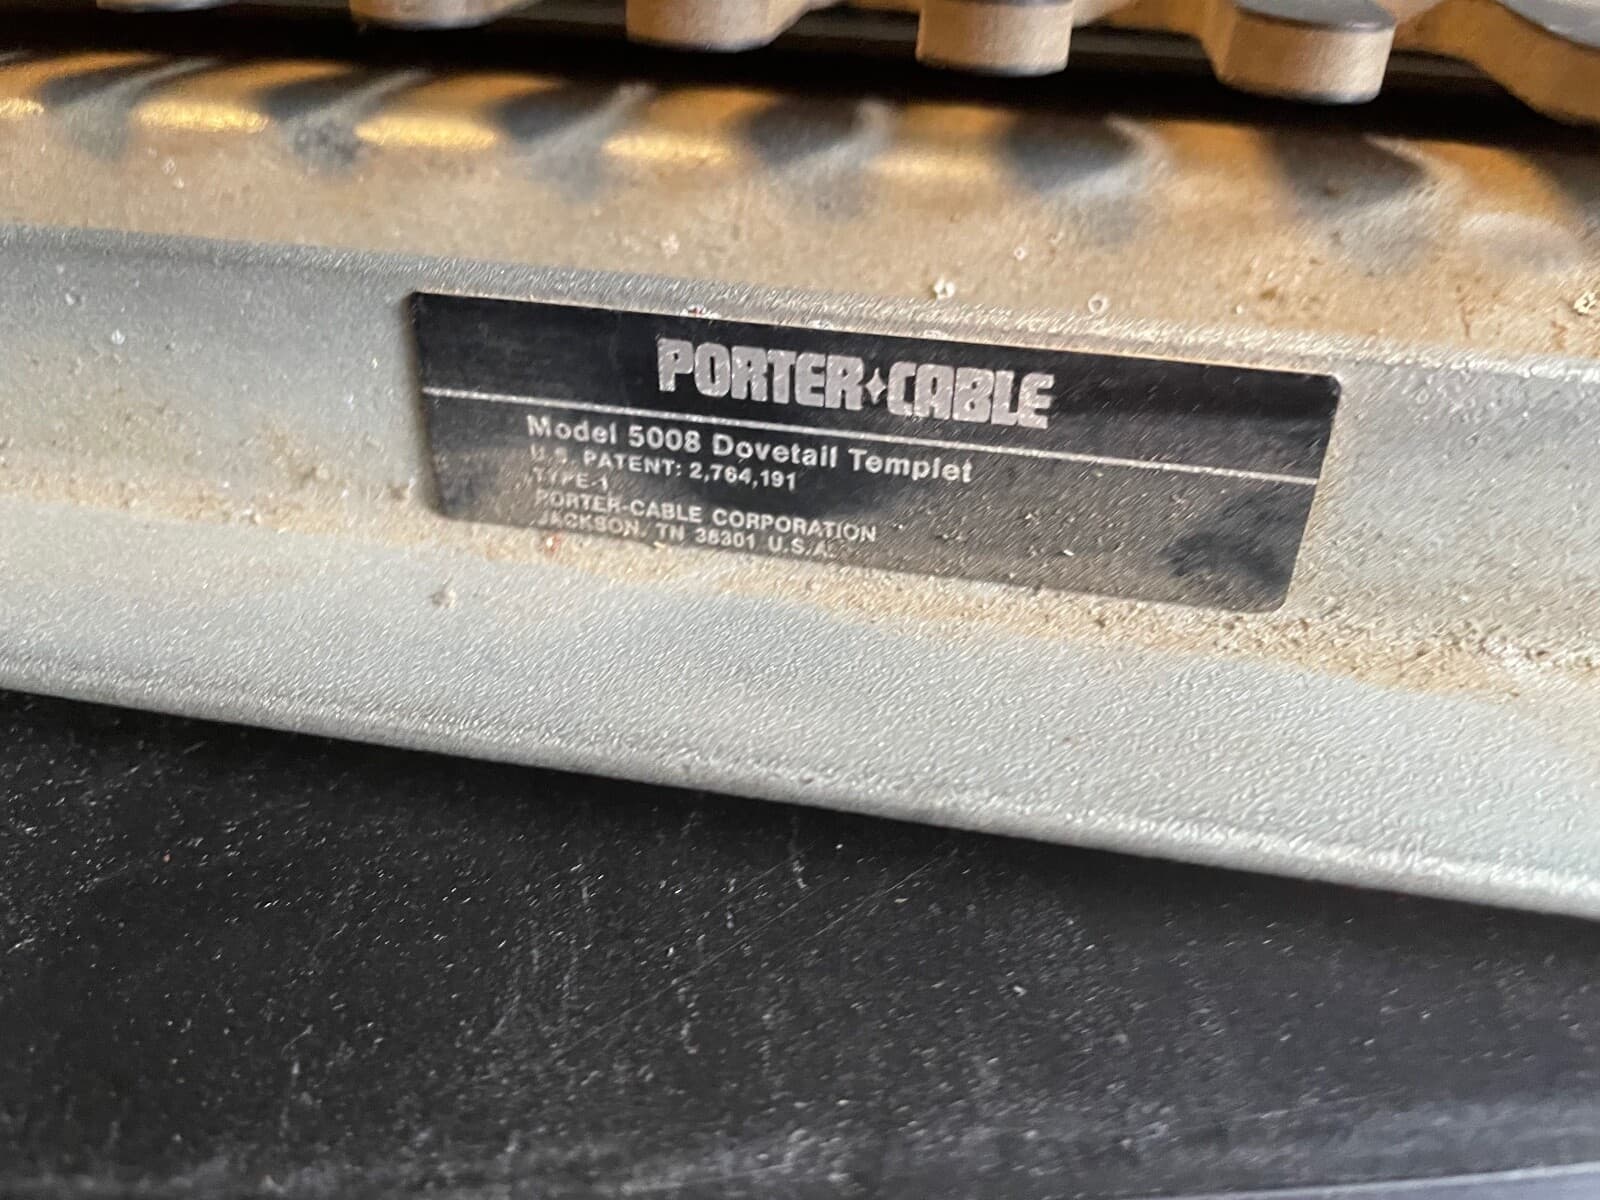 PORTER✦CABLE
Model 5008 Dovetail Templet
U.S. PATENT: 2,764,191
TYPE-1
PORTER-CABLE CORPORATION
JACKSON, TN 38301 U.S.A.